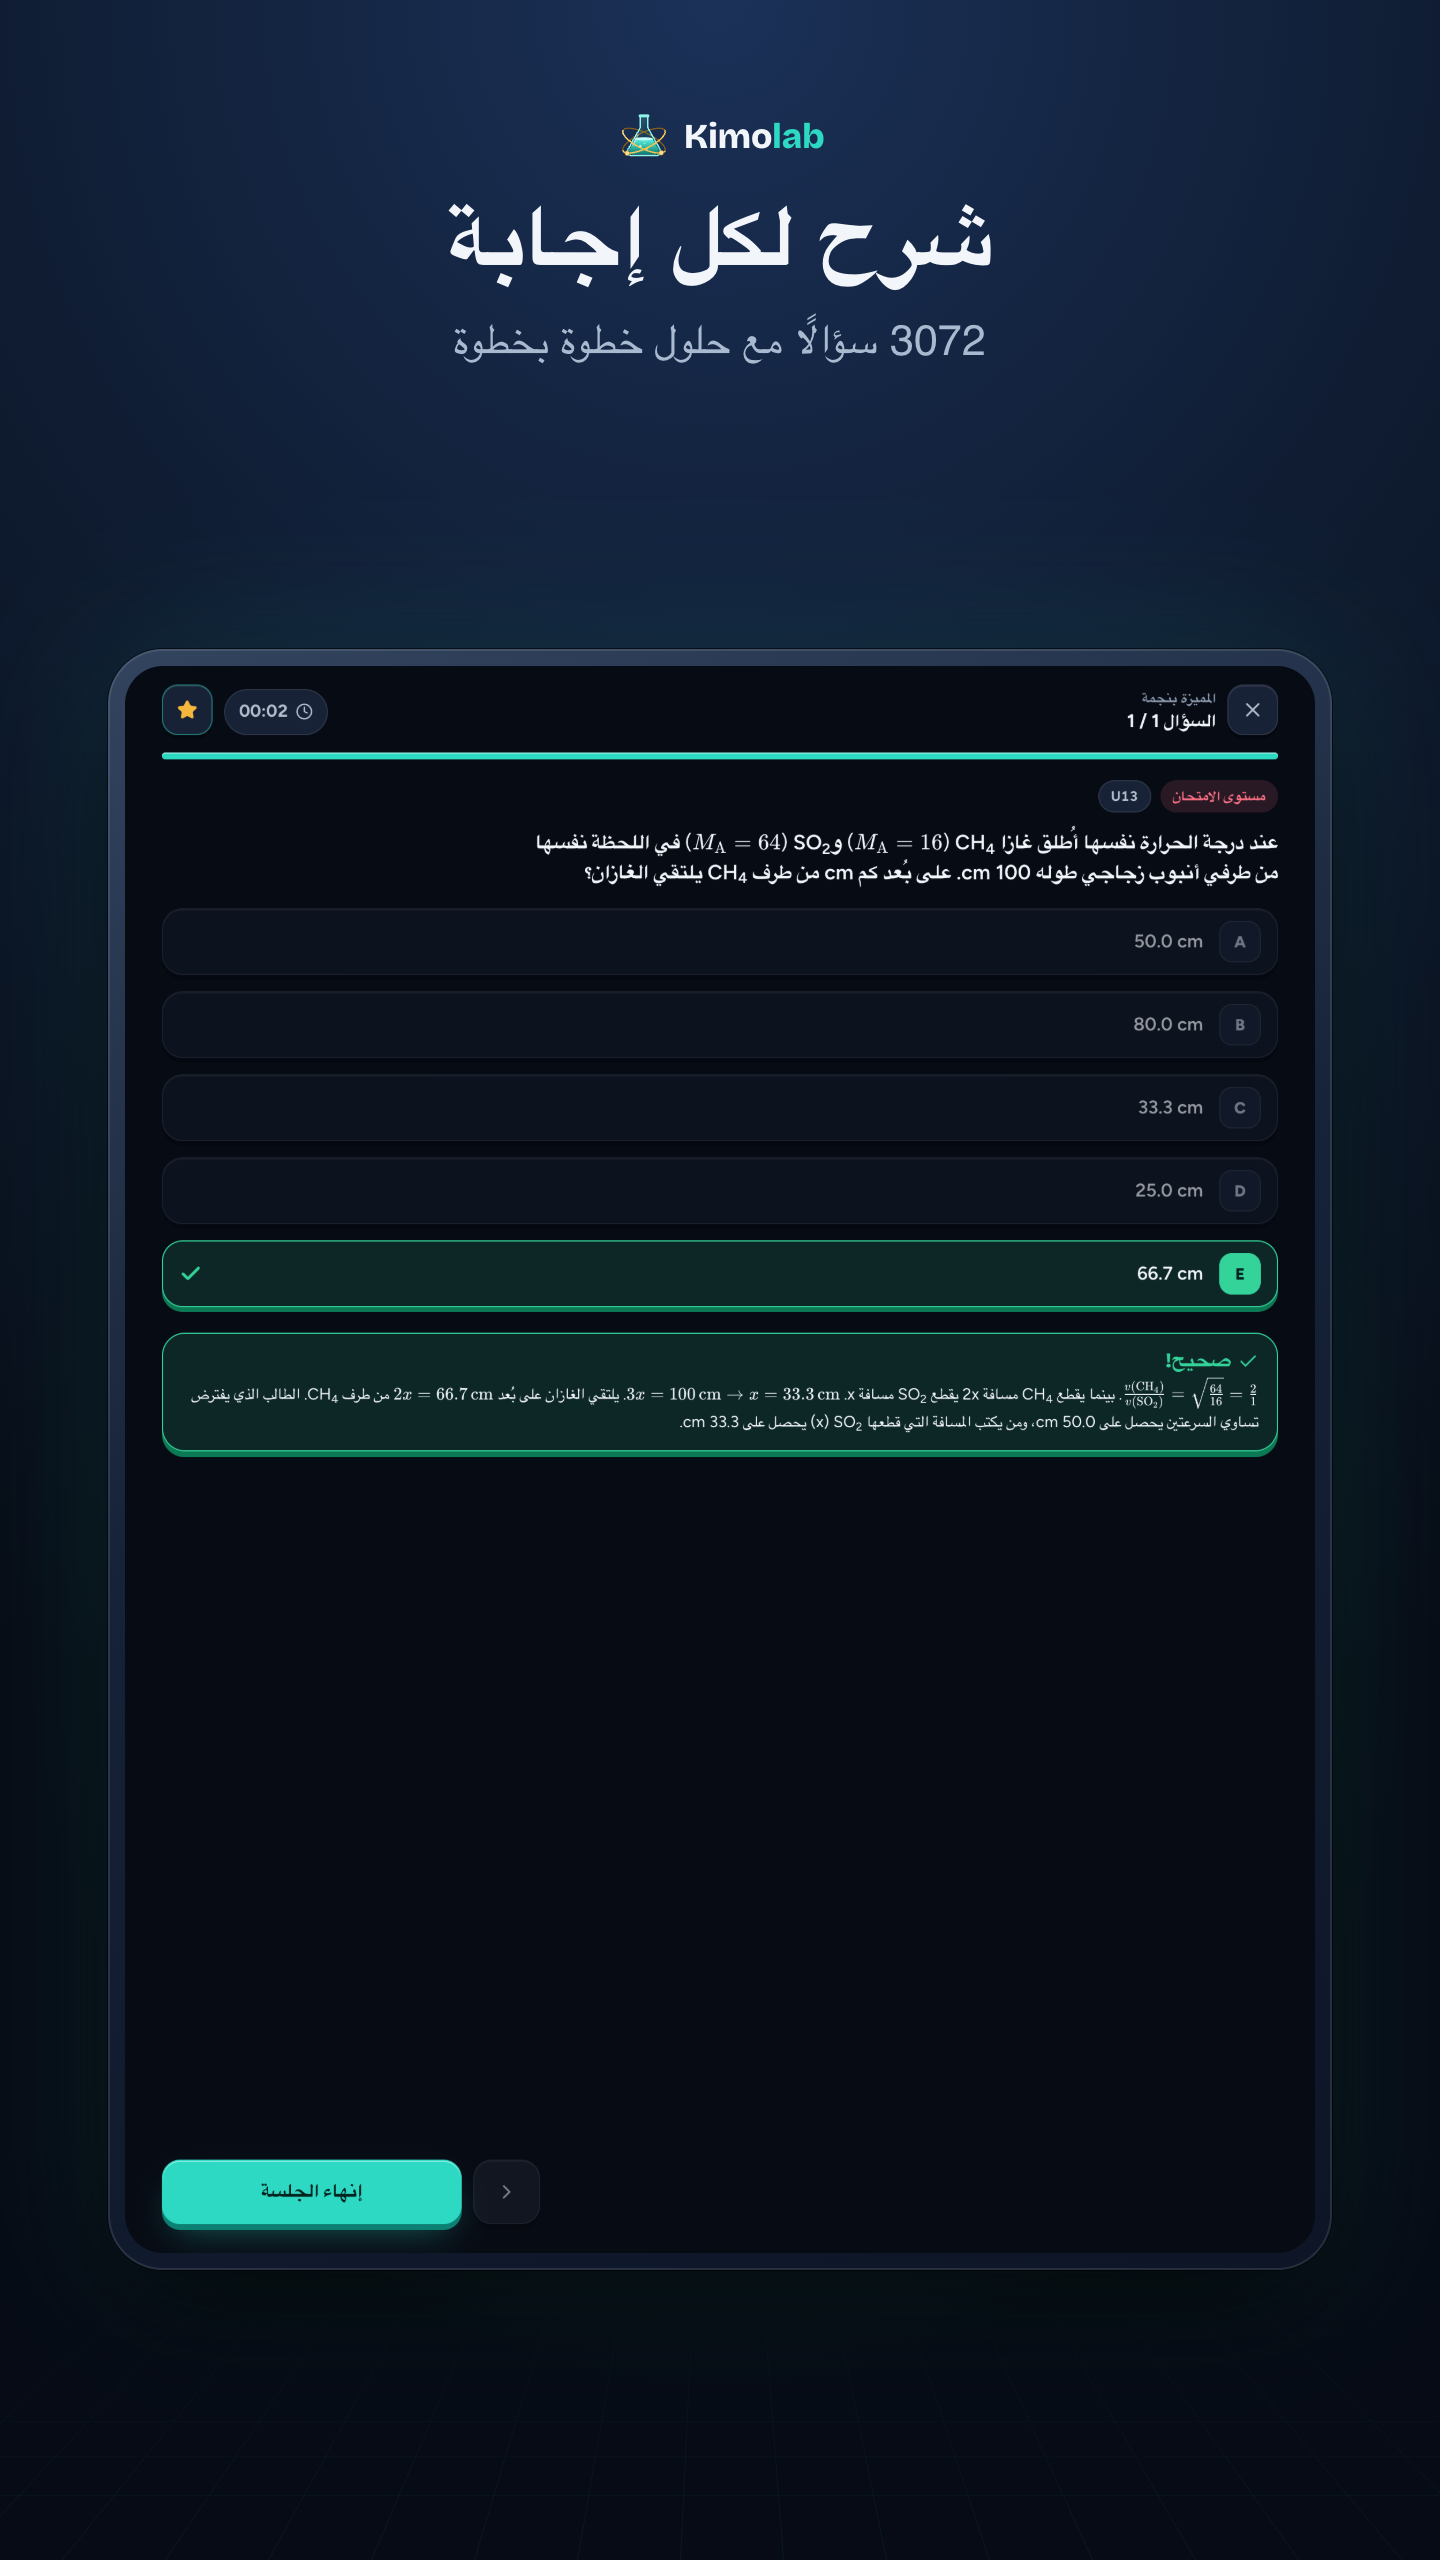 Kimolab
شرح لكل إجابة
3072 سؤالًا مع حلول خطوة بخطوة
المميزة بنجمة
السؤال 1 / 1
00:02
مستوى الامتحان
U13
عند درجة الحرارة نفسها أُطلق غازا CH₄ (M_A = 16) وSO₂ (M_A = 64) في اللحظة نفسها
من طرفي أنبوب زجاجي طوله 100 cm. على بُعد كم cm من طرف CH₄ يلتقي الغازان؟
A 50.0 cm
B 80.0 cm
C 33.3 cm
D 25.0 cm
E 66.7 cm
صحيح!
v(CH₄)/v(SO₂) = √(64/16) = 2/1. بينما يقطع CH₄ مسافة 2x يقطع SO₂ مسافة x. 3x = 100 cm → x = 33.3 cm. يلتقي الغازان على بُعد 2x = 66.7 cm من طرف CH₄. الطالب الذي يفترض
تساوي السرعتين يحصل على 50.0 cm، ومن يكتب المسافة التي قطعها SO₂ (x) يحصل على 33.3 cm.
إنهاء الجلسة